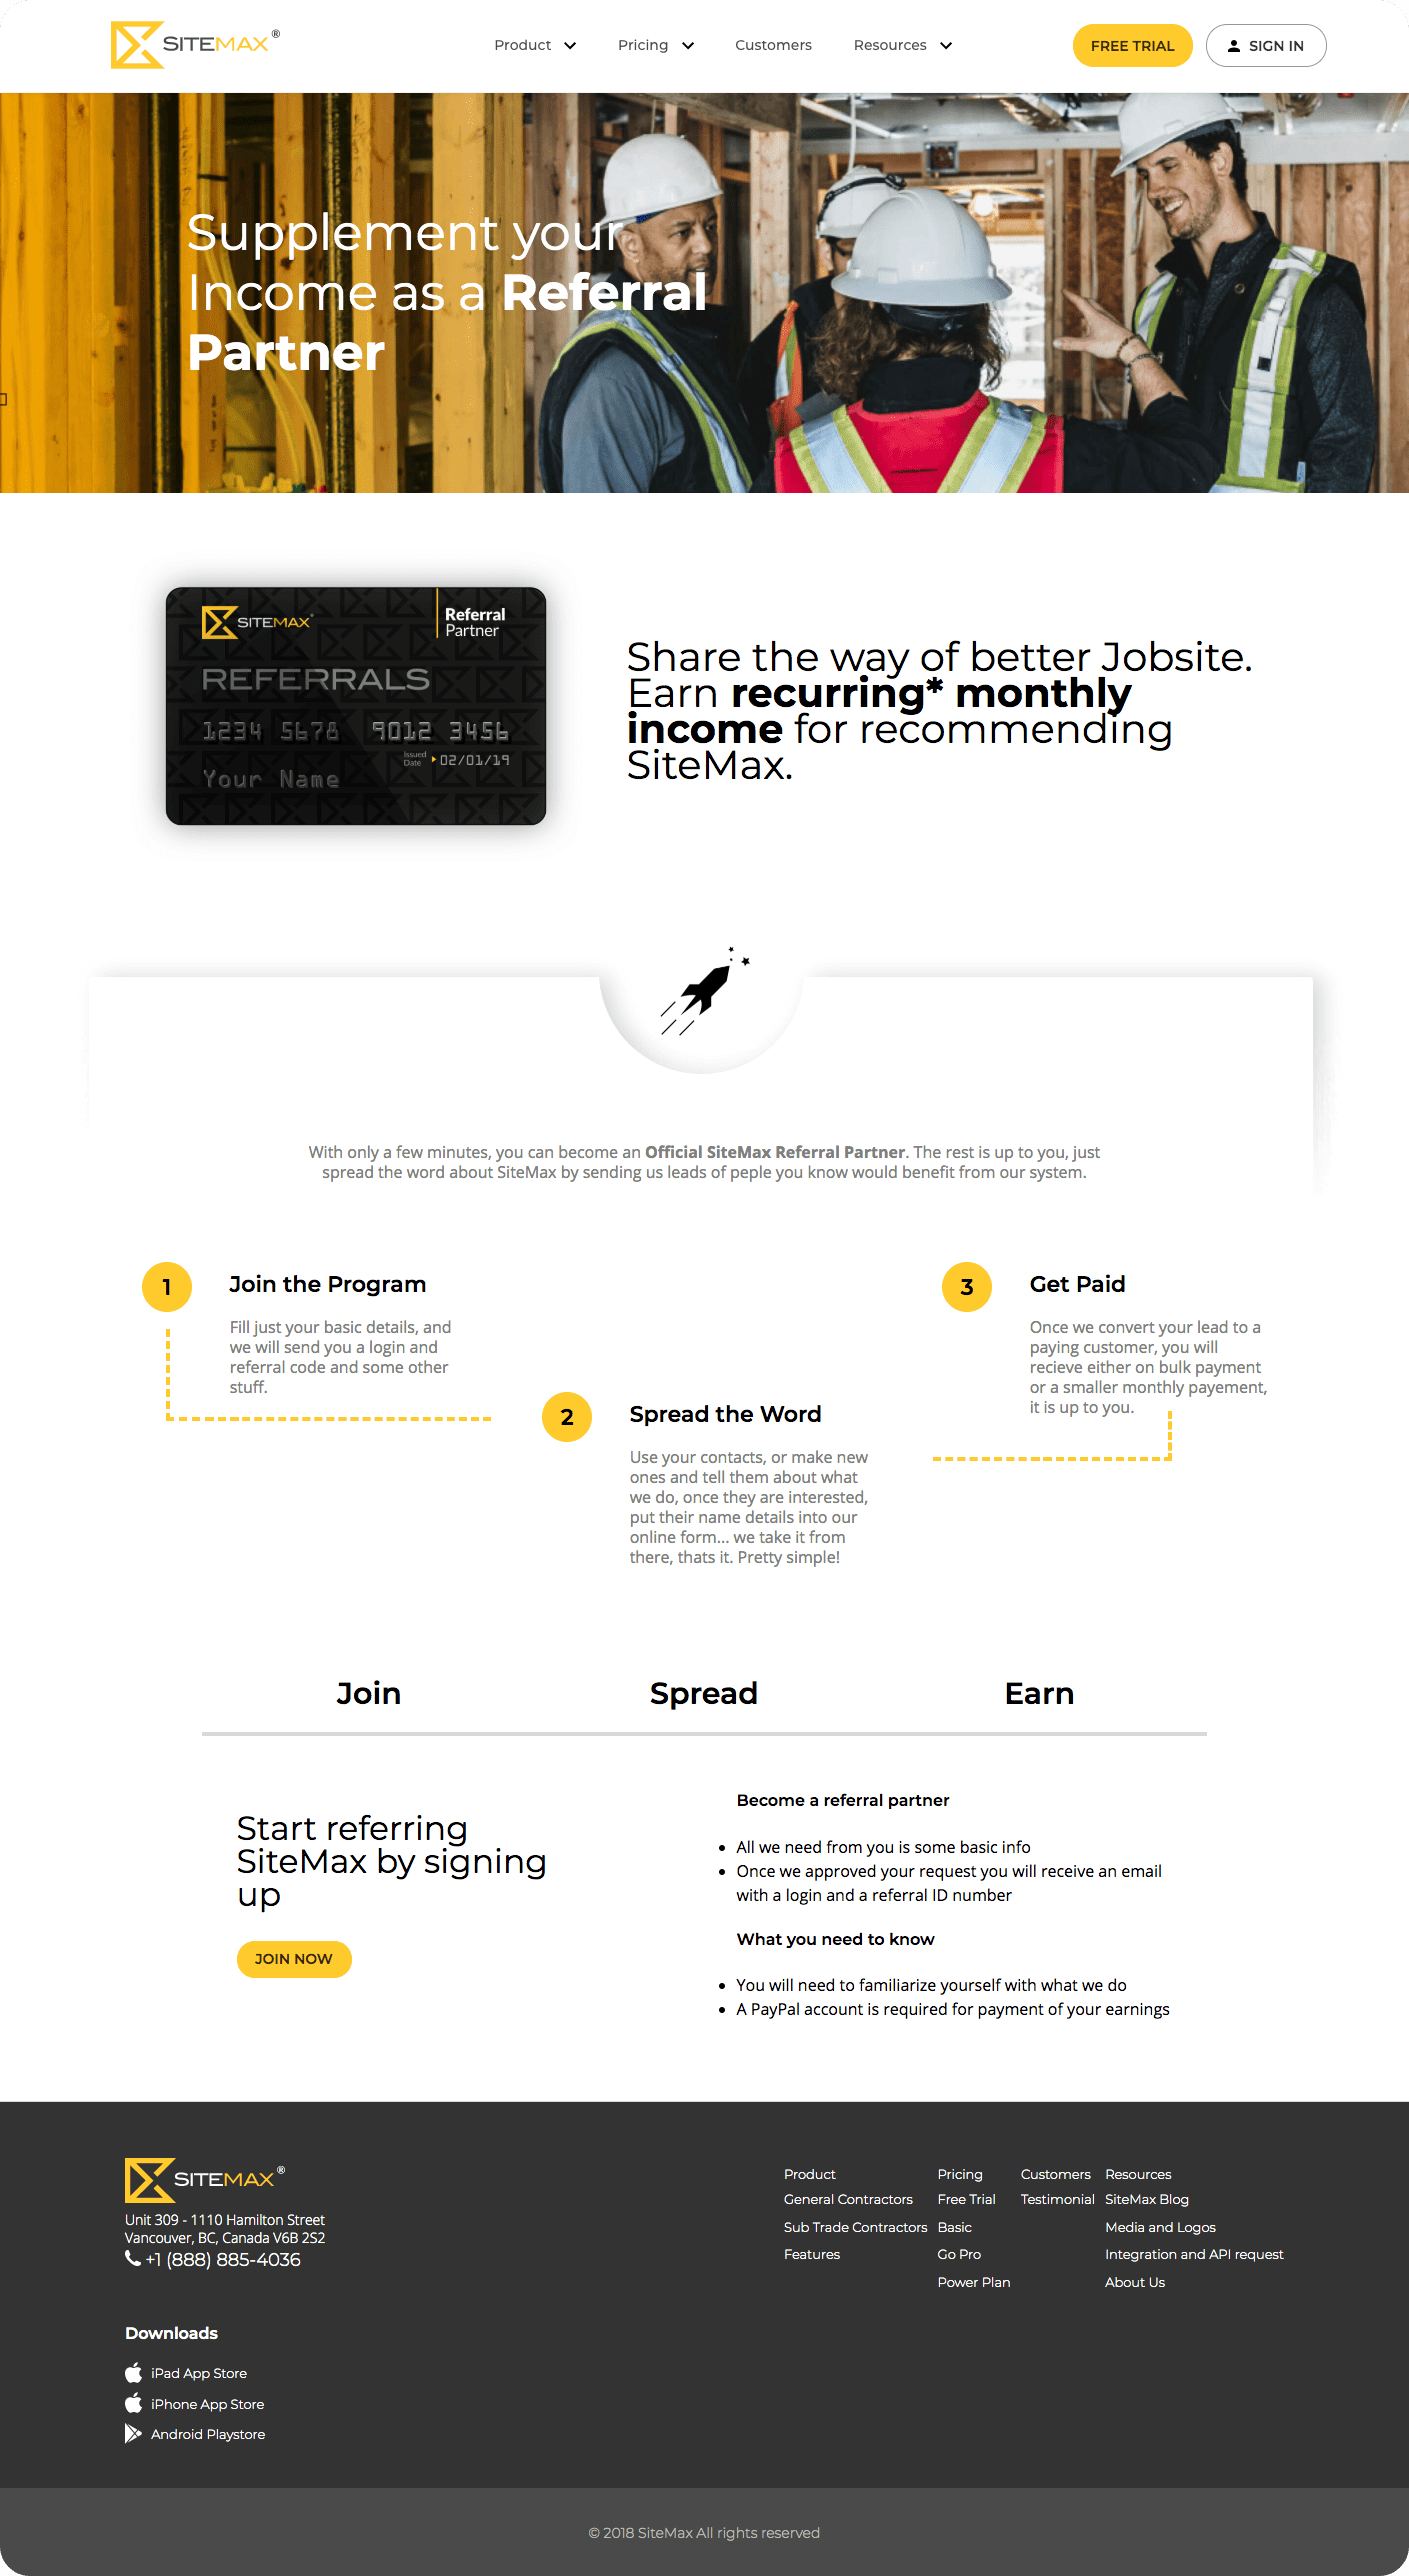 SITEMAX®
Product
Pricing
Customers
Resources
FREE TRIAL
SIGN IN
Supplement your
Income as a Referral
Partner
SITEMAX®
Referral
Partner
REFERRALS
1234 5678 9012 3456
Issued
Date
02/01/19
Your Name
Share the way of better Jobsite.
Earn recurring* monthly
income for recommending
SiteMax.
With only a few minutes, you can become an Official SiteMax Referral Partner. The rest is up to you, just
spread the word about SiteMax by sending us leads of peple you know would benefit from our system.
1
Join the Program
Fill just your basic details, and
we will send you a login and
referral code and some other
stuff.
2
Spread the Word
Use your contacts, or make new
ones and tell them about what
we do, once they are interested,
put their name details into our
online form... we take it from
there, thats it. Pretty simple!
3
Get Paid
Once we convert your lead to a
paying customer, you will
recieve either on bulk payment
or a smaller monthly payement,
it is up to you.
Join
Spread
Earn
Start referring
SiteMax by signing
up
JOIN NOW
Become a referral partner
• All we need from you is some basic info
• Once we approved your request you will receive an email
with a login and a referral ID number
What you need to know
• You will need to familiarize yourself with what we do
• A PayPal account is required for payment of your earnings
SITEMAX®
Unit 309 - 1110 Hamilton Street
Vancouver, BC, Canada V6B 2S2
+1 (888) 885-4036
Downloads
iPad App Store
iPhone App Store
Android Playstore
Product
General Contractors
Sub Trade Contractors
Features
Pricing
Free Trial
Basic
Go Pro
Power Plan
Customers
Testimonial
Resources
SiteMax Blog
Media and Logos
Integration and API request
About Us
© 2018 SiteMax All rights reserved